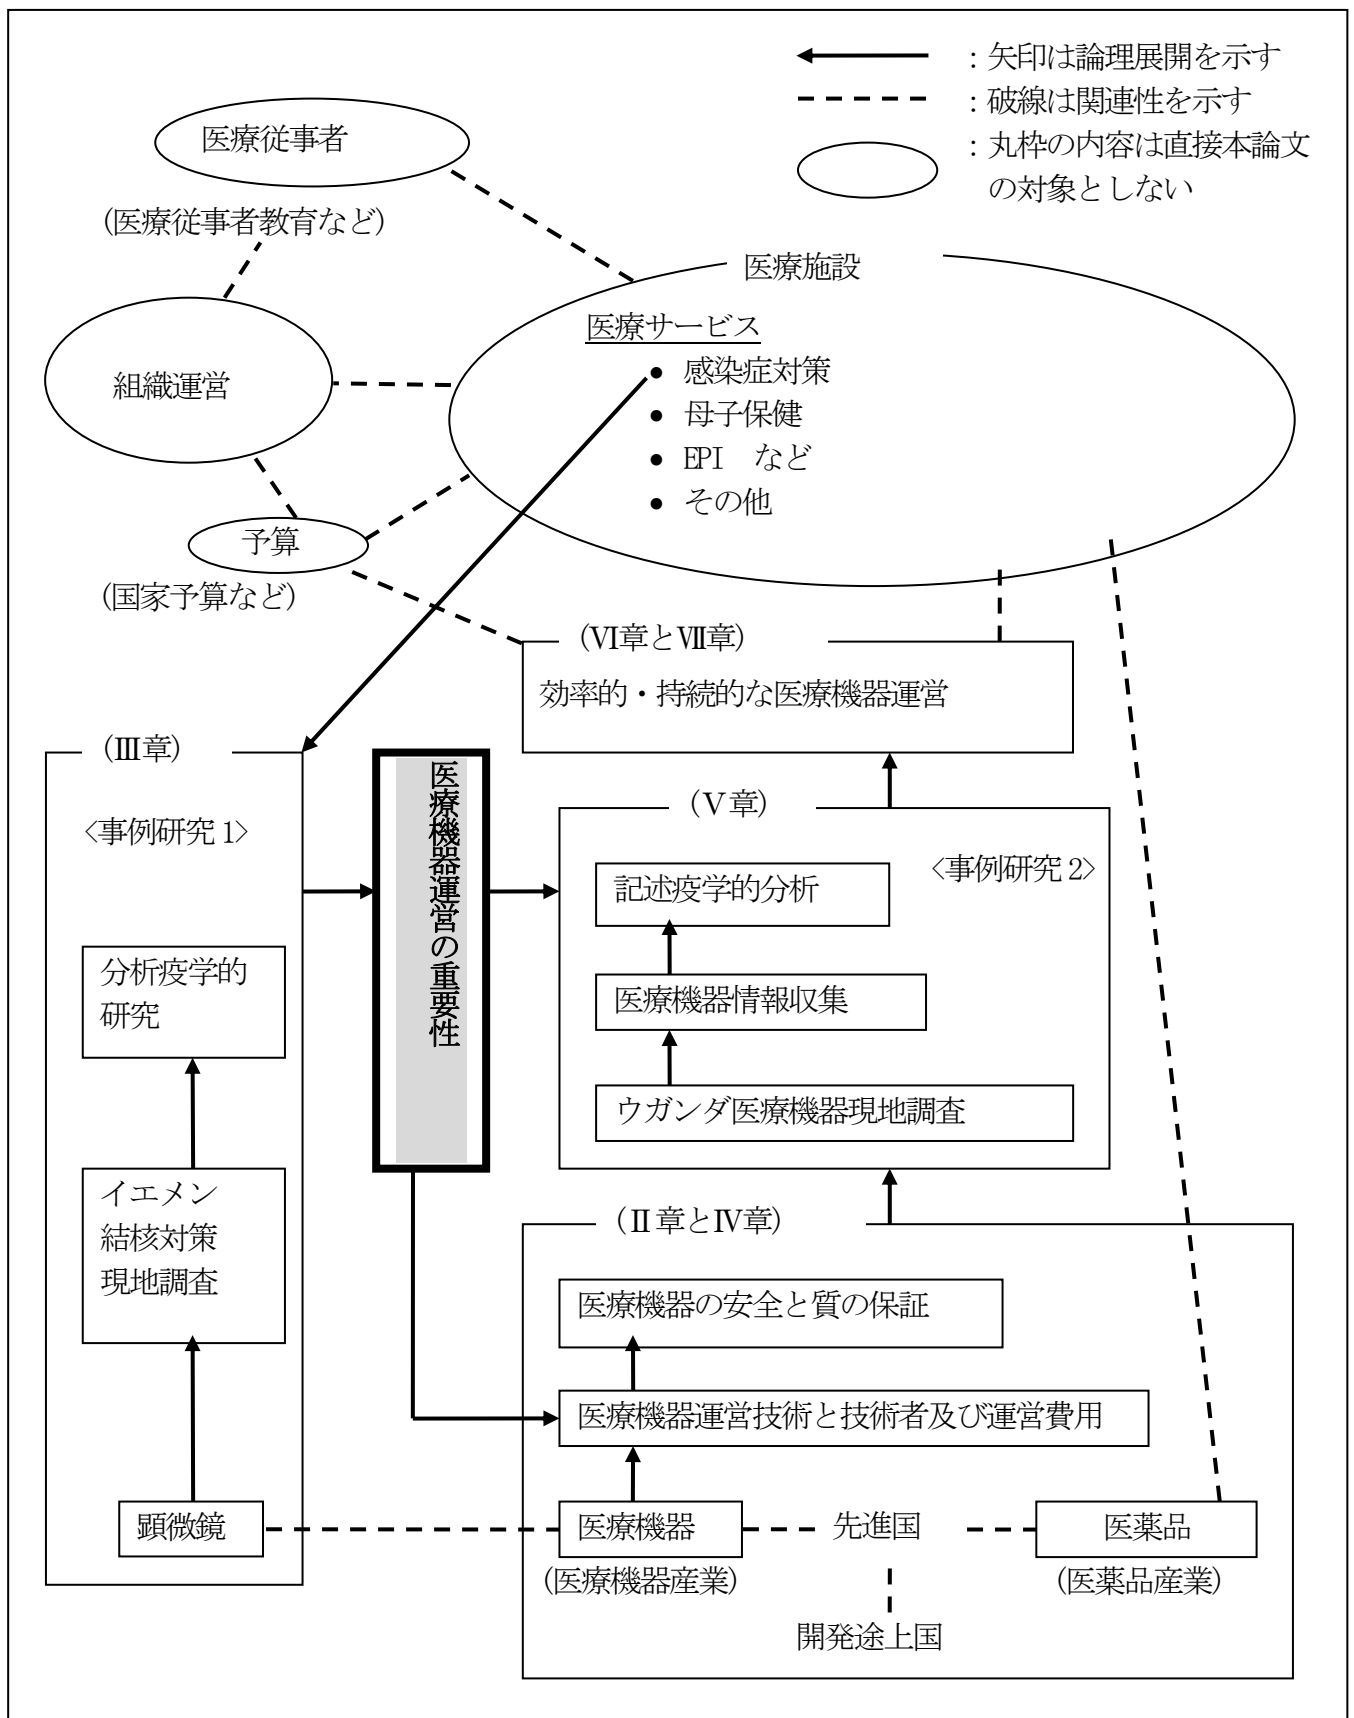 ：矢印は論理展開を示す
：破線は関連性を示す
：丸枠の内容は直接本論文
の対象としない
医療従事者
(医療従事者教育など)
医療施設
医療サービス
● 感染症対策
● 母子保健
● EPI　など
● その他
組織運営
予算
(国家予算など)
(Ⅵ章とⅦ章)
効率的・持続的な医療機器運営
(Ⅲ章)
<事例研究 1>
分析疫学的
研究
イエメン
結核対策
現地調査
顕微鏡
医療機器運営の重要性
(Ⅴ章)
<事例研究 2>
記述疫学的分析
医療機器情報収集
ウガンダ医療機器現地調査
(Ⅱ章とⅣ章)
医療機器の安全と質の保証
医療機器運営技術と技術者及び運営費用
医療機器
(医療機器産業)
先進国
医薬品
(医薬品産業)
開発途上国